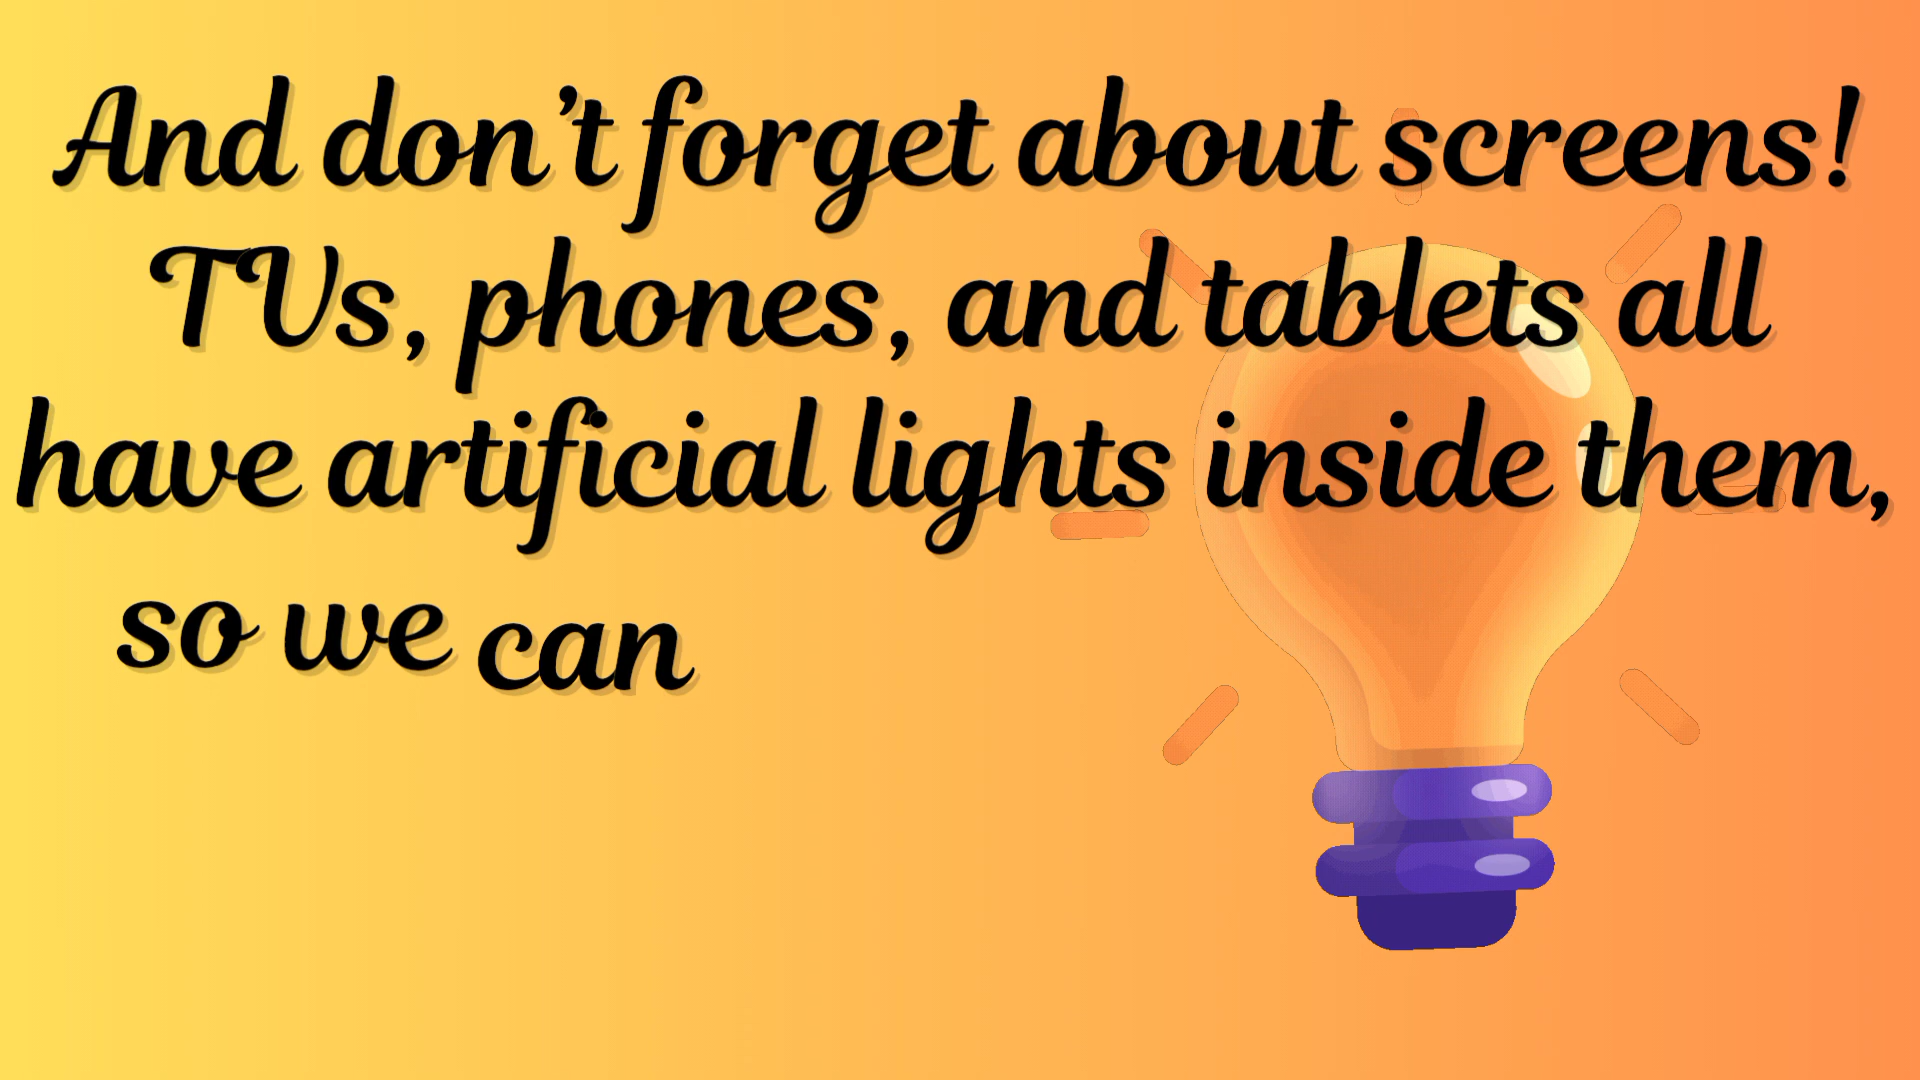 And don’t forget about screens!
TVs, phones, and tablets all
have artificial lights inside them,
so we can